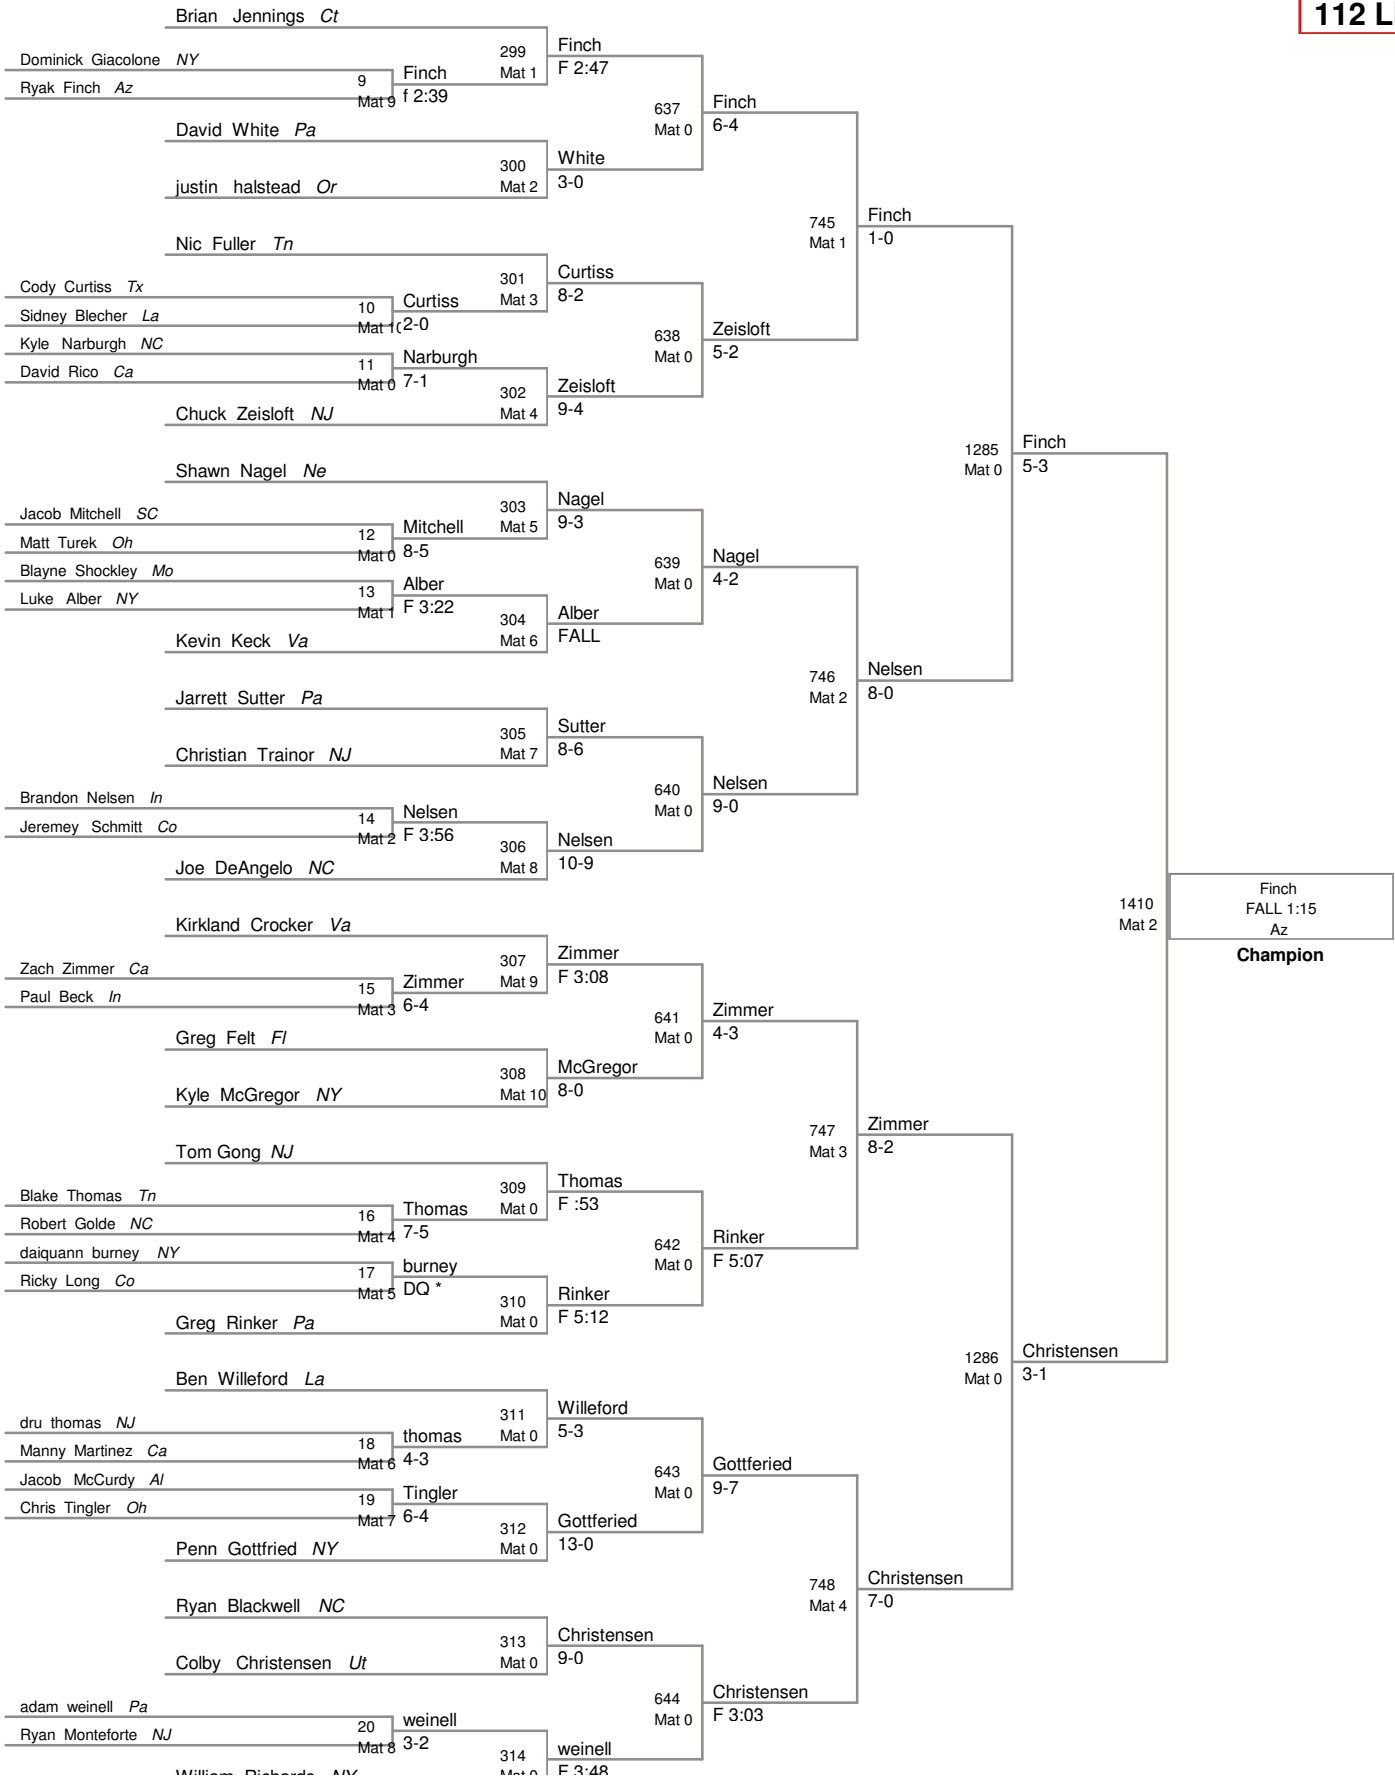 Brian Jennings Ct
112 L
Dominick Giacolone NY
Ryak Finch Az
9
Mat 9
Finch
f 2:39
299
Mat 1
Finch
F 2:47
David White Pa
justin halstead Or
300
Mat 2
White
3-0
637
Mat 0
Finch
6-4
Nic Fuller Tn
Cody Curtiss Tx
Sidney Blecher La
10
Mat 10
Curtiss
2-0
301
Mat 3
Curtiss
8-2
Kyle Narburgh NC
David Rico Ca
11
Mat 0
Narburgh
7-1
Chuck Zeisloft NJ
302
Mat 4
Zeisloft
9-4
638
Mat 0
Zeisloft
5-2
745
Mat 1
Finch
1-0
Shawn Nagel Ne
Jacob Mitchell SC
Matt Turek Oh
12
Mat 0
Mitchell
8-5
303
Mat 5
Nagel
9-3
Blayne Shockley Mo
Luke Alber NY
13
Mat 1
Alber
F 3:22
Kevin Keck Va
304
Mat 6
Alber
FALL
639
Mat 0
Nagel
4-2
Jarrett Sutter Pa
Christian Trainor NJ
305
Mat 7
Sutter
8-6
Brandon Nelsen In
Jeremey Schmitt Co
14
Mat 2
Nelsen
F 3:56
Joe DeAngelo NC
306
Mat 8
Nelsen
10-9
640
Mat 0
Nelsen
9-0
746
Mat 2
Nelsen
8-0
1285
Mat 0
Finch
5-3
Kirkland Crocker Va
Zach Zimmer Ca
Paul Beck In
15
Mat 3
Zimmer
6-4
307
Mat 9
Zimmer
F 3:08
Greg Felt Fl
Kyle McGregor NY
308
Mat 10
McGregor
8-0
641
Mat 0
Zimmer
4-3
Tom Gong NJ
Blake Thomas Tn
Robert Golde NC
16
Mat 4
Thomas
7-5
309
Mat 0
Thomas
F :53
daiquann burney NY
Ricky Long Co
17
Mat 5
burney
DQ *
Greg Rinker Pa
310
Mat 0
Rinker
F 5:12
642
Mat 0
Rinker
F 5:07
747
Mat 3
Zimmer
8-2
Ben Willeford La
dru thomas NJ
Manny Martinez Ca
18
Mat 6
thomas
4-3
311
Mat 0
Willeford
5-3
Jacob McCurdy Al
Chris Tingler Oh
19
Mat 7
Tingler
6-4
Penn Gottfried NY
312
Mat 0
Gottferied
13-0
643
Mat 0
Gottferied
9-7
Ryan Blackwell NC
Colby Christensen Ut
313
Mat 0
Christensen
9-0
adam weinell Pa
Ryan Monteforte NJ
20
Mat 8
weinell
3-2
William Richards NY
314
Mat 0
weinell
F 3:48
644
Mat 0
Christensen
F 3:03
748
Mat 4
Christensen
7-0
1286
Mat 0
Christensen
3-1
1410
Mat 2
Finch
FALL 1:15
Az
Champion